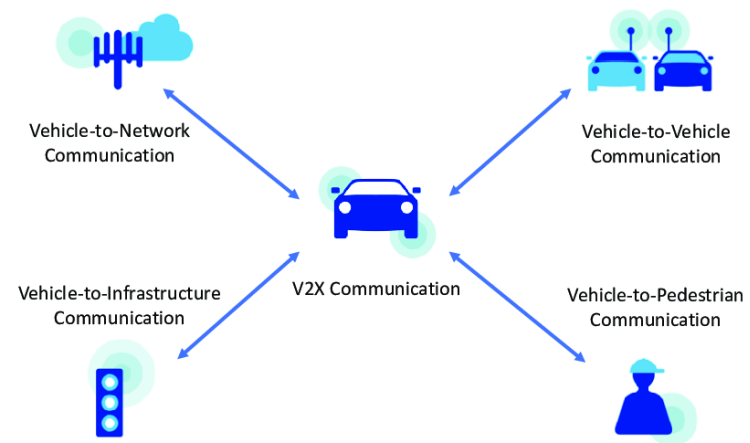 Vehicle-to-Network
Communication
Vehicle-to-Vehicle
Communication
V2X Communication
Vehicle-to-Infrastructure
Communication
Vehicle-to-Pedestrian
Communication